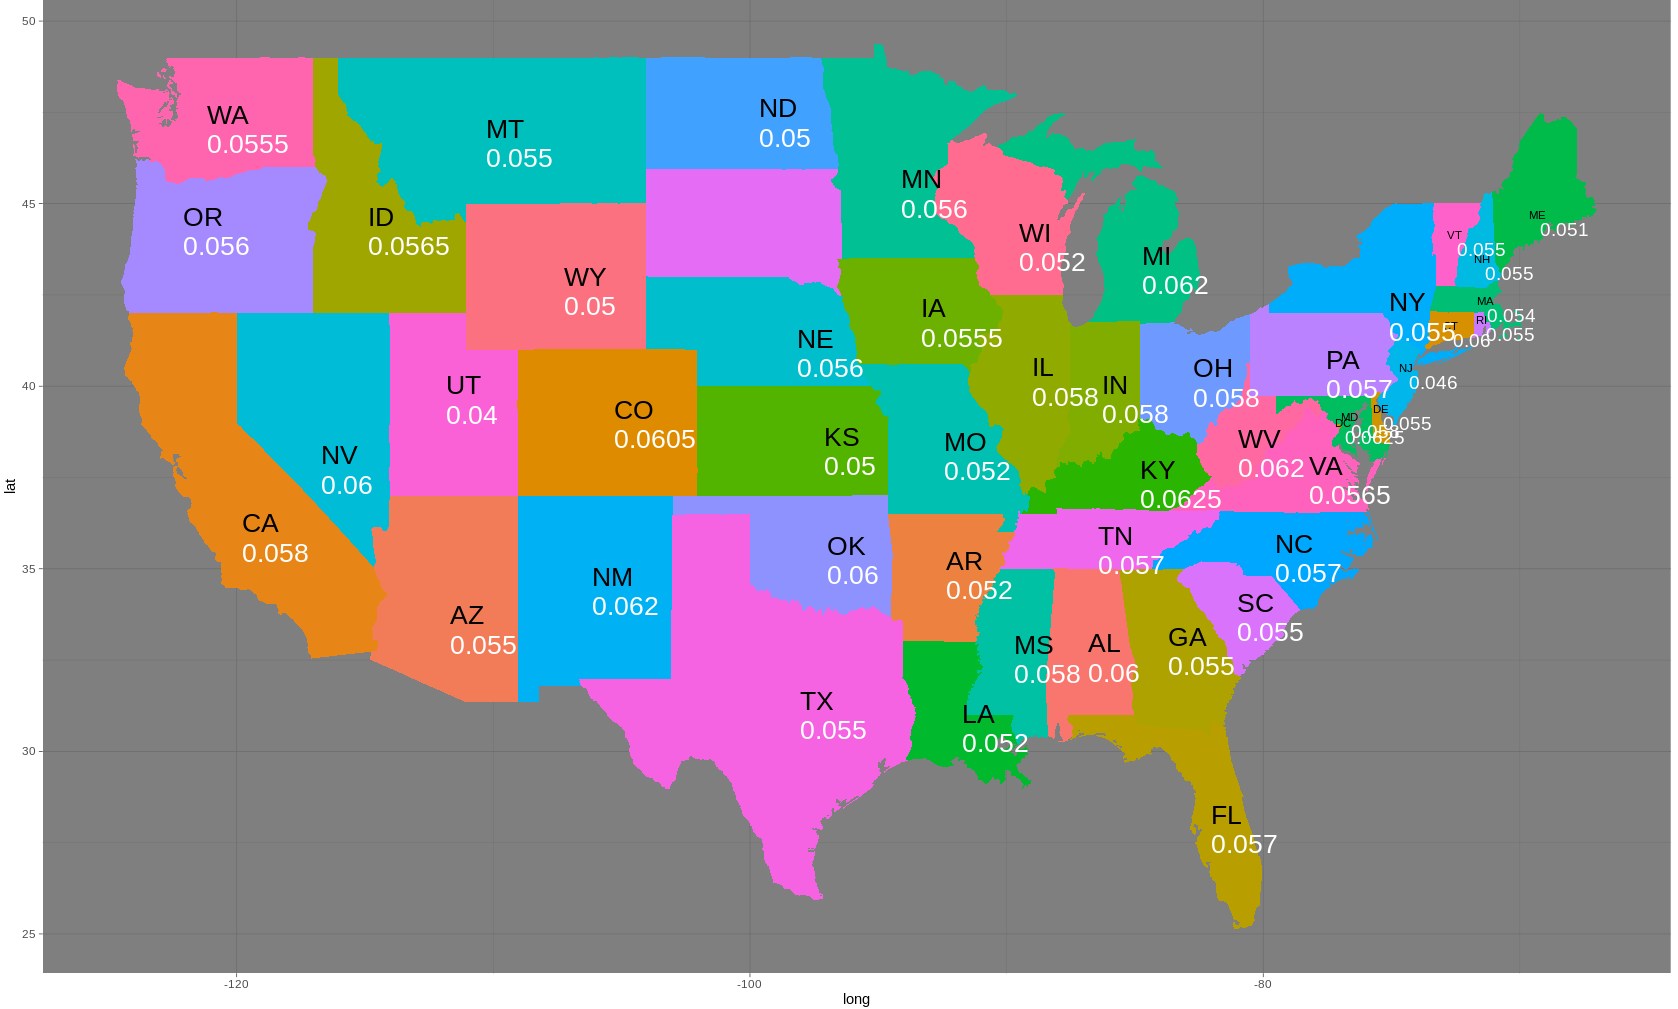 50
45
40
35
30
25
lat
WA
0.0555
MT
0.055
ND
0.05
OR
0.056
ID
0.0565
WY
0.05
MN
0.056
WI
0.052
MI
0.062
ME
0.051
VT
0.055
NH
0.055
IA
0.0555
NE
0.056
NY
0.055
MA
0.054
RI
0.055
CT
0.06
UT
0.04
CO
0.0605
IL
0.058
IN
0.058
OH
0.058
PA
0.057
NJ
0.046
NV
0.06
KS
0.05
MO
0.052
KY
0.0625
WV
0.062
VA
0.0565
MD
DC
0.0625
DE
0.055
CA
0.058
AZ
0.055
NM
0.062
OK
0.06
AR
0.052
TN
0.057
NC
0.057
SC
0.055
MS
0.058
AL
0.06
GA
0.055
TX
0.055
LA
0.052
FL
0.057
-120
-100
-80
long